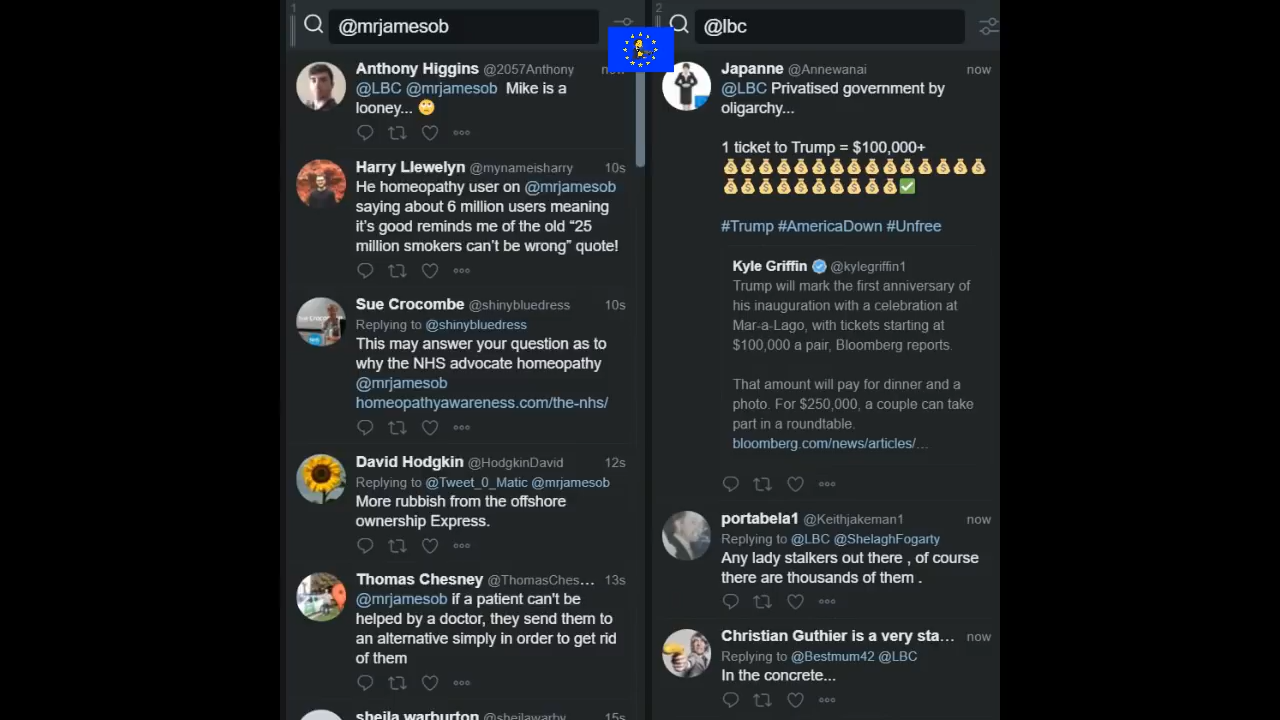 1
@mrjamesob
Anthony Higgins @2057Anthony now
@LBC @mrjamesob Mike is a
looney... 🙄
Harry Llewelyn @mynameisharry 10s
He homeopathy user on @mrjamesob
saying about 6 million users meaning
it's good reminds me of the old “25
million smokers can't be wrong” quote!
Sue Crocombe @shinybluedress 10s
Replying to @shinybluedress
This may answer your question as to
why the NHS advocate homeopathy
@mrjamesob
homeopathyawareness.com/the-nhs/
David Hodgkin @HodgkinDavid 12s
Replying to @Tweet_0_Matic @mrjamesob
More rubbish from the offshore
ownership Express.
Thomas Chesney @ThomasChes... 13s
@mrjamesob if a patient can't be
helped by a doctor, they send them to
an alternative simply in order to get rid
of them
sheila warburton @sheilawarby 15s
2
@lbc
Japanne @Annewanai now
@LBC Privatised government by
oligarchy...
1 ticket to Trump = $100,000+
💰💰💰💰💰💰💰💰💰💰💰💰💰💰💰
💰💰💰💰💰💰💰💰💰💰✅
#Trump #AmericaDown #Unfree
Kyle Griffin @kylegriffin1
Trump will mark the first anniversary of
his inauguration with a celebration at
Mar-a-Lago, with tickets starting at
$100,000 a pair, Bloomberg reports.
That amount will pay for dinner and a
photo. For $250,000, a couple can take
part in a roundtable.
bloomberg.com/news/articles/...
portabela1 @Keithjakeman1 now
Replying to @LBC @ShelaghFogarty
Any lady stalkers out there , of course
there are thousands of them .
Christian Guthier is a very sta... now
Replying to @Bestmum42 @LBC
In the concrete...